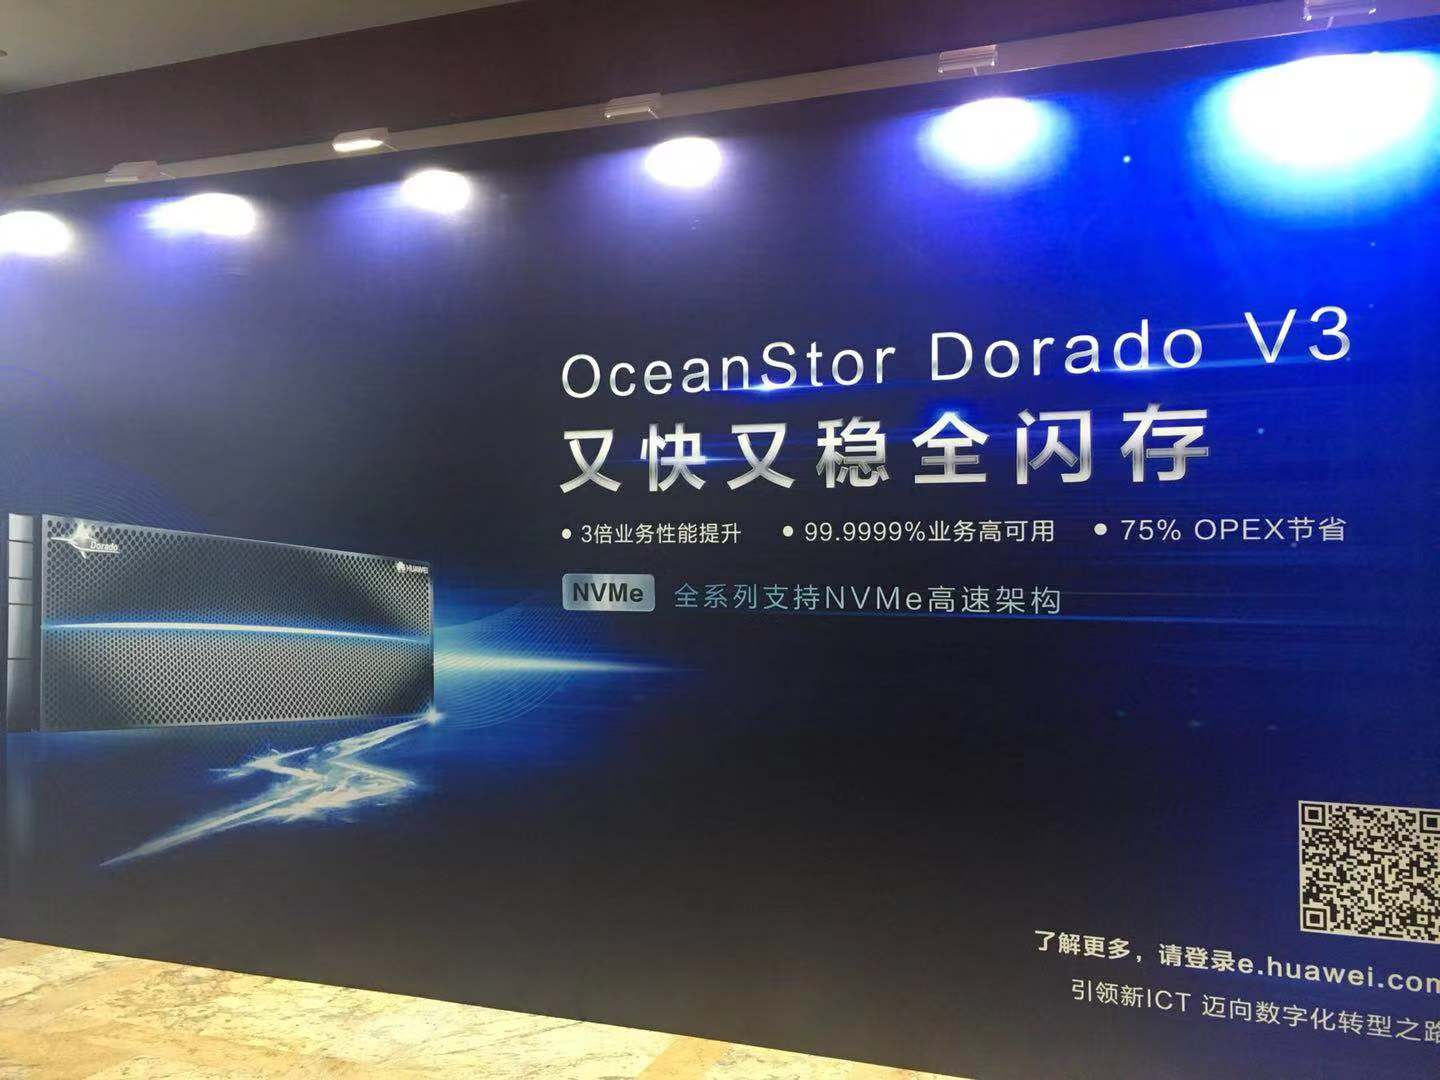 OceanStor Dorado V3
又快又稳全闪存
• 3倍业务性能提升 • 99.9999%业务高可用 • 75% OPEX节省
NVMe 全系列支持NVMe高速架构
Dorado
HUAWEI
了解更多，请登录e.huawei.com
引领新ICT 迈向数字化转型之路